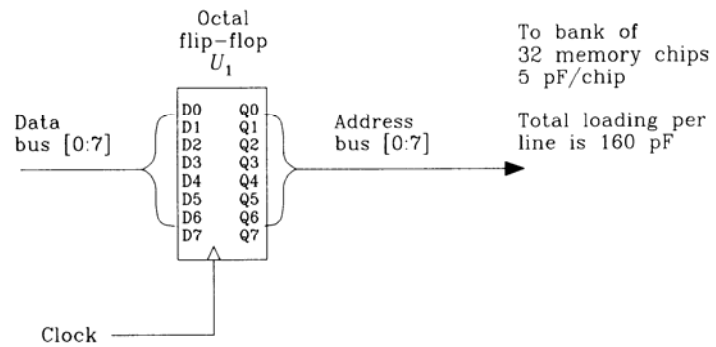 Octal
flip-flop
U1
To bank of
32 memory chips
5 pF/chip
Total loading per
line is 160 pF
Data
bus [0:7]
D0 Q0
D1 Q1
D2 Q2
D3 Q3
D4 Q4
D5 Q5
D6 Q6
D7 Q7
Address
bus [0:7]
Clock